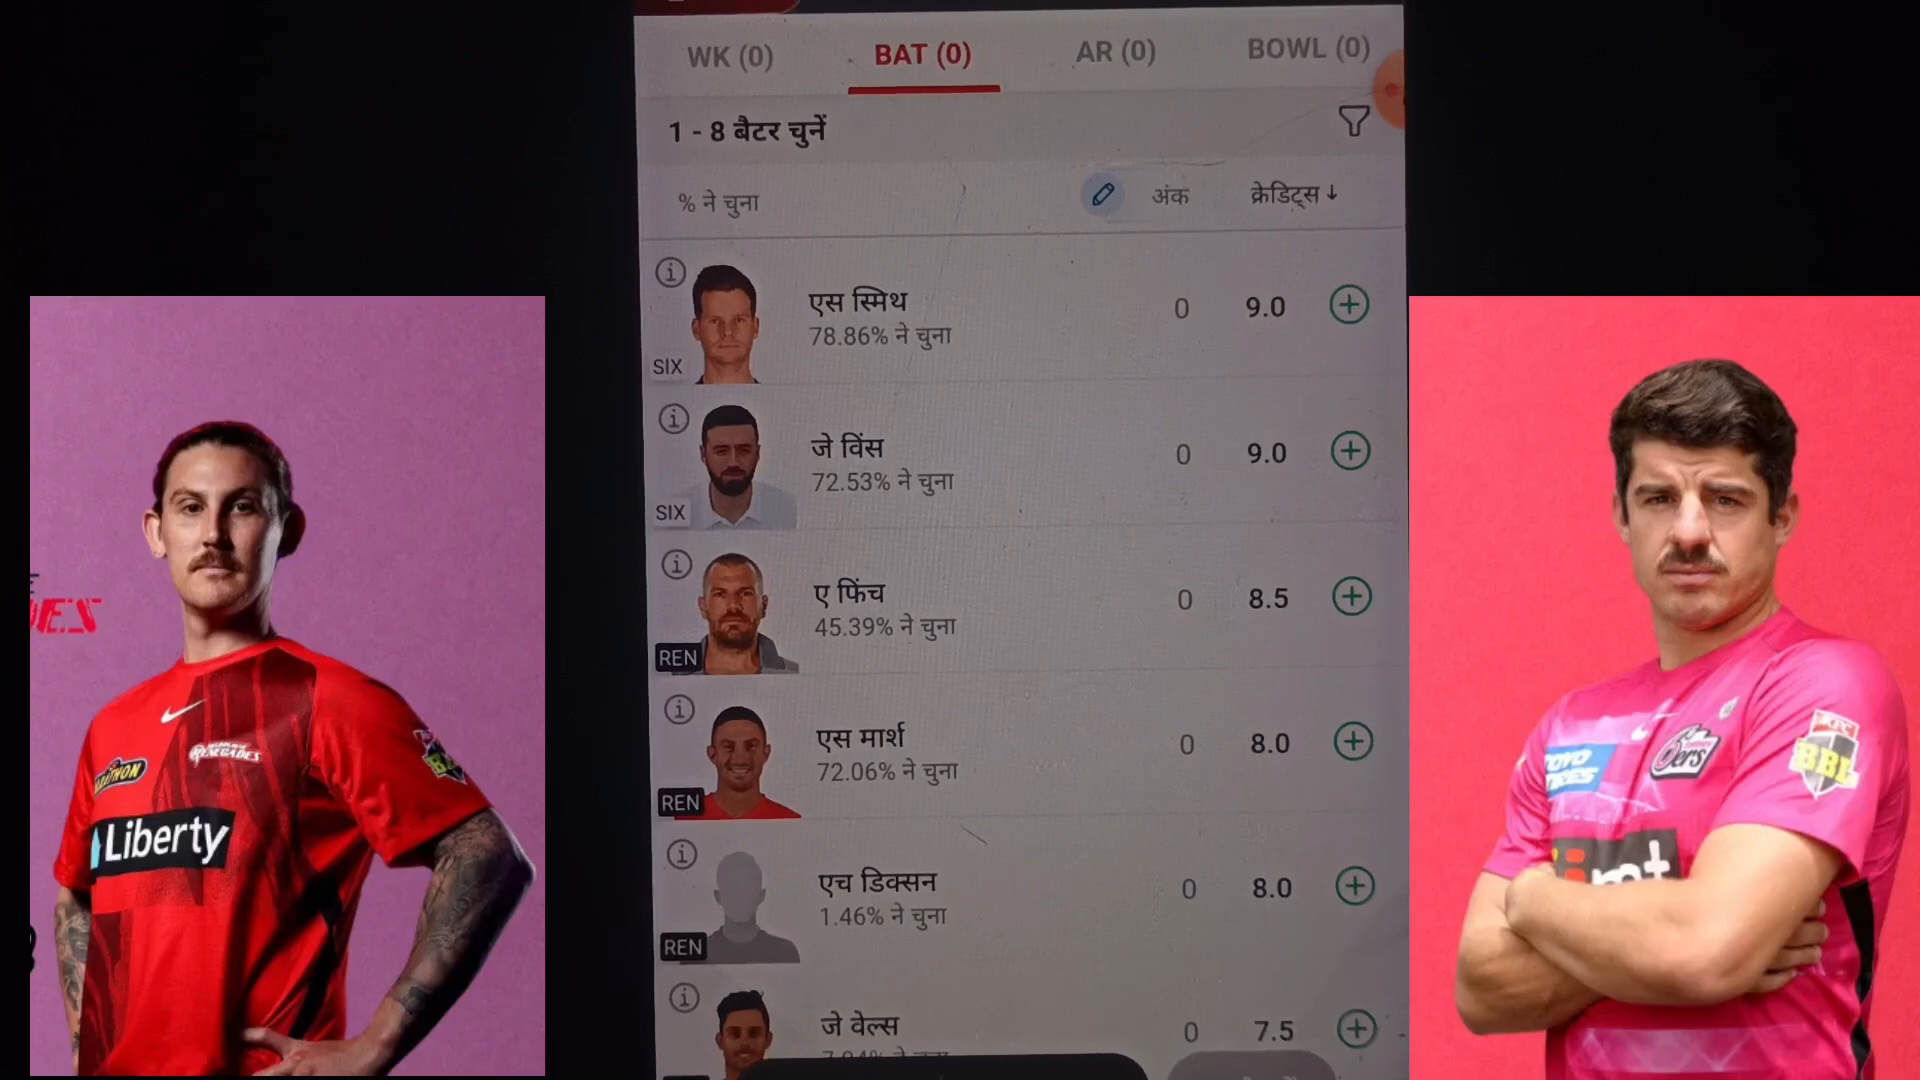 WK (0) BAT (0) AR (0) BOWL (0)
1 - 8 बैटर चुनें
% ने चुना अंक क्रेडिट्स ↓
एस स्मिथ 0 9.0
78.86% ने चुना
SIX
जे विंस 0 9.0
72.53% ने चुना
SIX
ए फिंच 0 8.5
45.39% ने चुना
REN
एस मार्श 0 8.0
72.06% ने चुना
REN
एच डिक्सन 0 8.0
1.46% ने चुना
REN
जे वेल्स 0 7.5
RENEGADES
Liberty
6ers
BBL